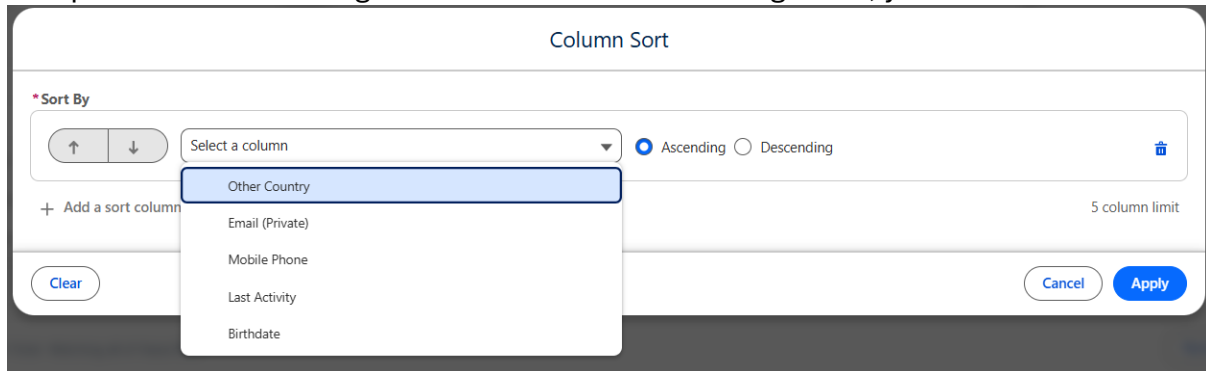 Column Sort
*Sort By
↑ ↓ Select a column Ascending Descending
Other Country
+ Add a sort column 5 column limit
Email (Private)
Mobile Phone
Clear Cancel Apply
Last Activity
Birthdate